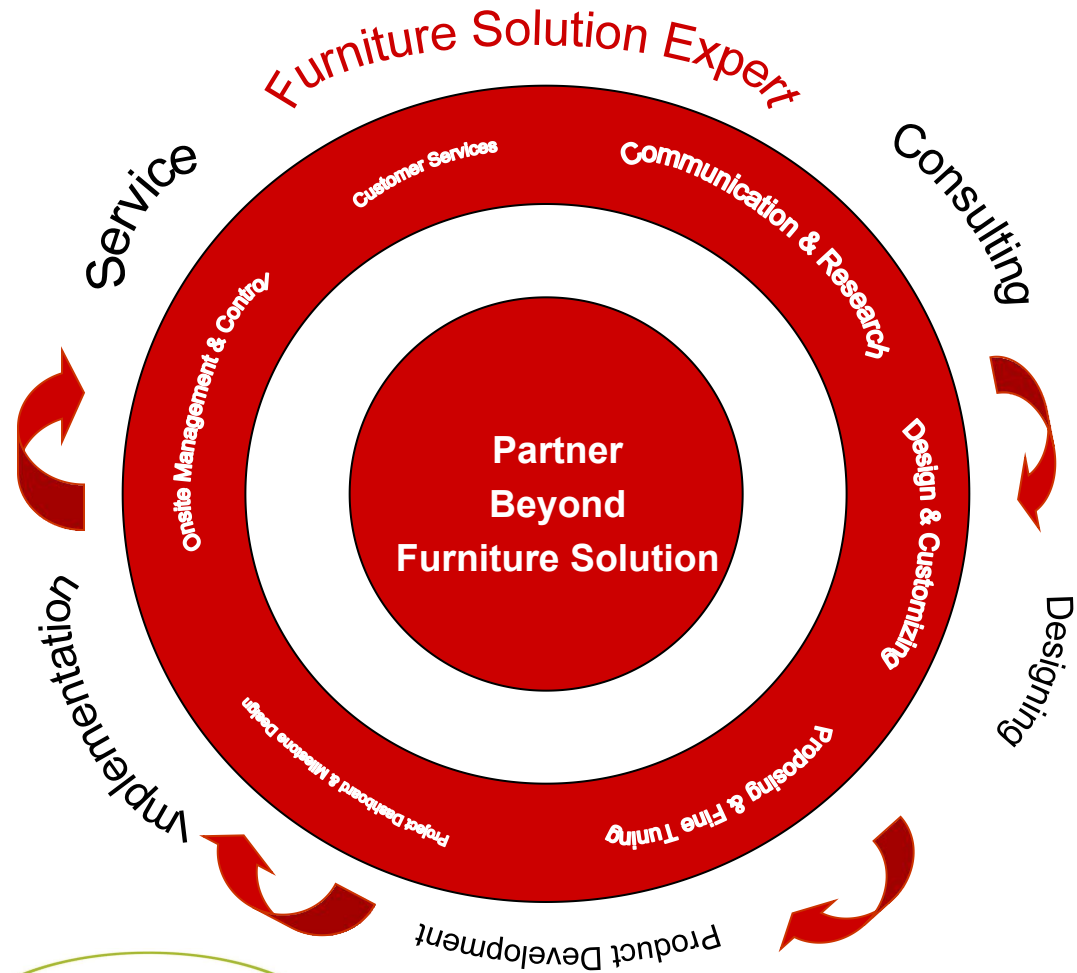 Furniture Solution Expert
Consulting
Designing
Product Development
Implementation
Service
Communication & Research
Design & Customizing
Proposing & Fine Tuning
Project Dashboard & Milestone Design
Onsite Management & Control
Customer Services
Partner
Beyond
Furniture Solution